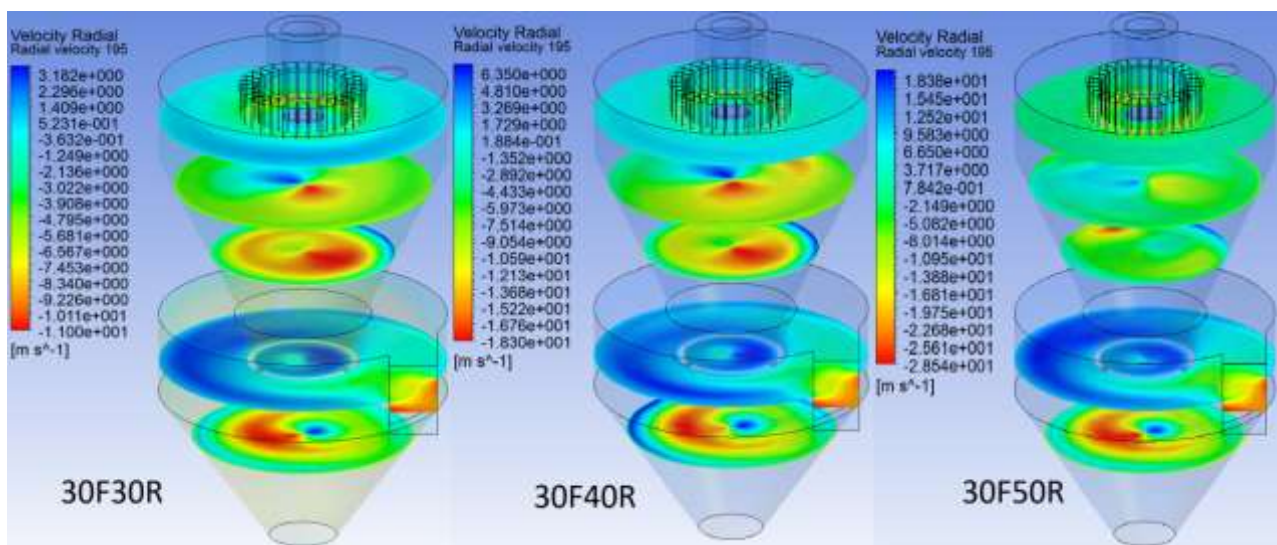 Velocity Radial
Radial velocity 195
3.182e+000
2.296e+000
1.409e+000
5.231e-001
-3.632e-001
-1.249e+000
-2.136e+000
-3.022e+000
-3.908e+000
-4.795e+000
-5.681e+000
-6.567e+000
-7.453e+000
-8.340e+000
-9.226e+000
-1.011e+001
-1.100e+001
[m s^-1]
30F30R
Velocity Radial
Radial velocity 195
6.350e+000
4.810e+000
3.269e+000
1.729e+000
1.884e-001
-1.352e+000
-2.892e+000
-4.433e+000
-5.973e+000
-7.514e+000
-9.054e+000
-1.059e+001
-1.213e+001
-1.368e+001
-1.522e+001
-1.676e+001
-1.830e+001
[m s^-1]
30F40R
Velocity Radial
Radial velocity 195
1.838e+001
1.545e+001
1.252e+001
9.583e+000
6.650e+000
3.717e+000
7.842e-001
-2.149e+000
-5.082e+000
-8.014e+000
-1.095e+001
-1.388e+001
-1.681e+001
-1.975e+001
-2.268e+001
-2.561e+001
-2.854e+001
[m s^-1]
30F50R